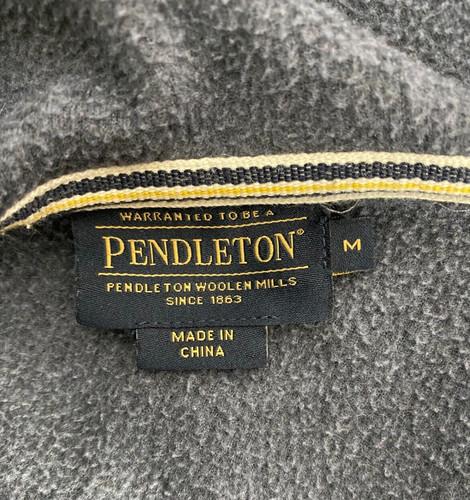 WARRANTED TO BE A
PENDLETON®
M
PENDLETON WOOLEN MILLS
SINCE 1863
MADE IN
CHINA